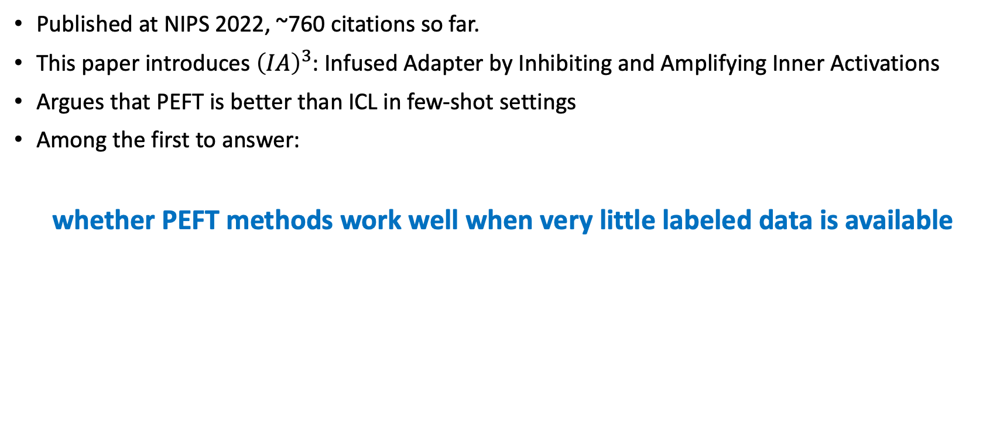 • Published at NIPS 2022, ~760 citations so far.
• This paper introduces (IA)³: Infused Adapter by Inhibiting and Amplifying Inner Activations
• Argues that PEFT is better than ICL in few-shot settings
• Among the first to answer:
whether PEFT methods work well when very little labeled data is available